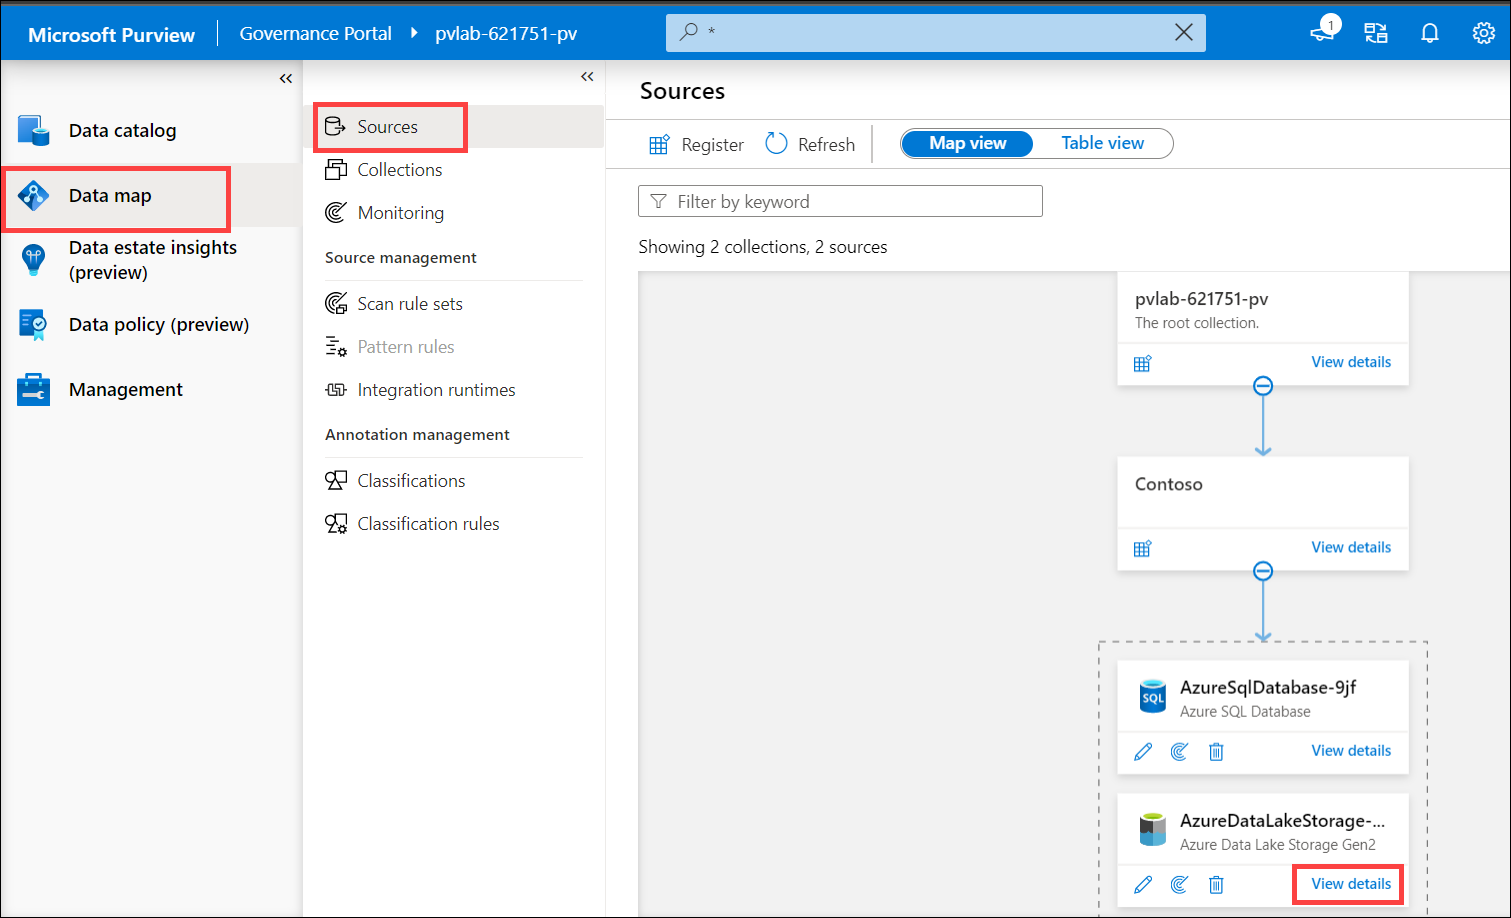 Microsoft Purview
Governance Portal
pvlab-621751-pv
*
1
Data catalog
Data map
Data estate insights
(preview)
Data policy (preview)
Management
Sources
Collections
Monitoring
Source management
Scan rule sets
Pattern rules
Integration runtimes
Annotation management
Classifications
Classification rules
Sources
Register
Refresh
Map view
Table view
Filter by keyword
Showing 2 collections, 2 sources
pvlab-621751-pv
The root collection.
View details
Contoso
View details
SQL
AzureSqlDatabase-9jf
Azure SQL Database
View details
AzureDataLakeStorage-...
Azure Data Lake Storage Gen2
View details